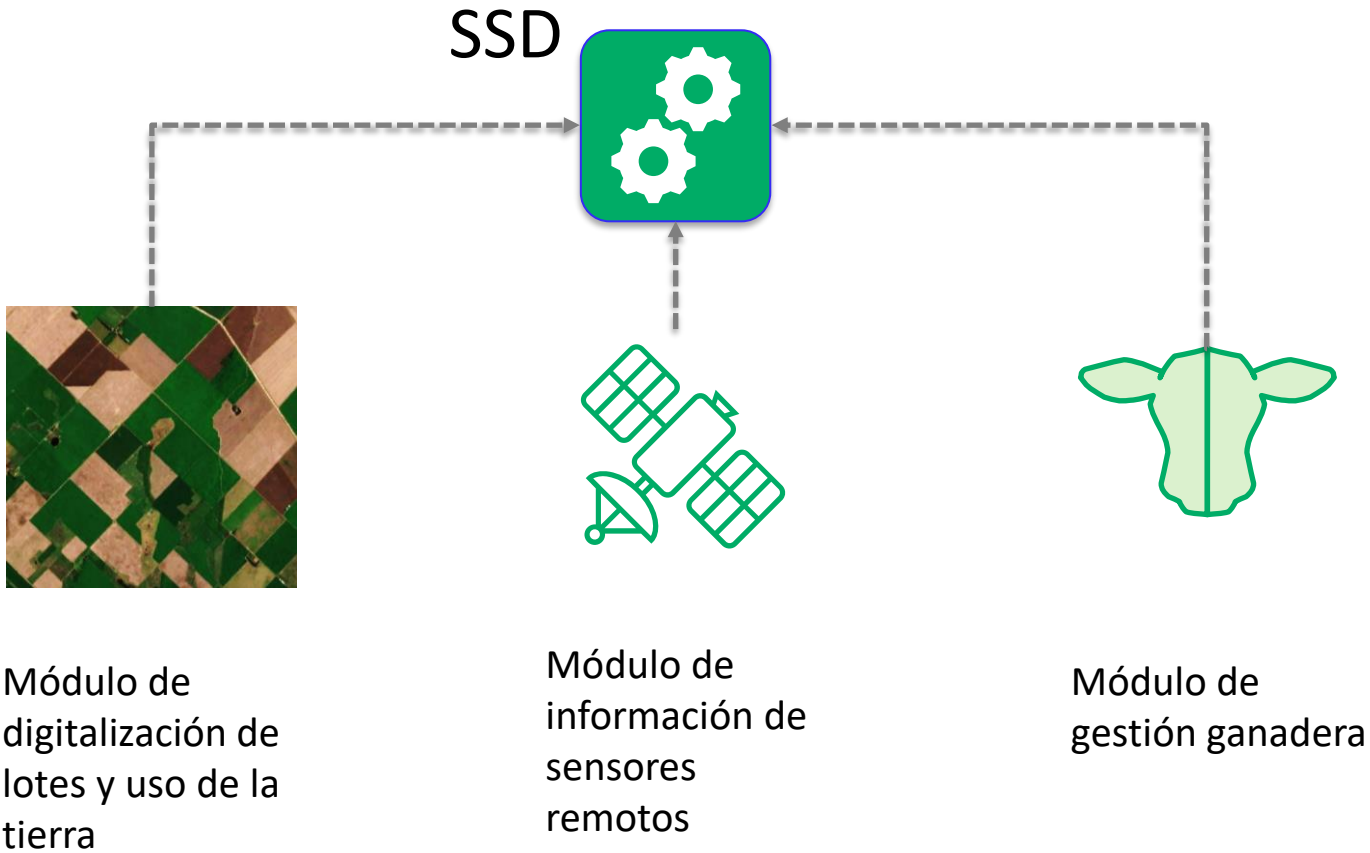 SSD
Módulo de
digitalización de
lotes y uso de la
tierra
Módulo de
información de
sensores
remotos
Módulo de
gestión ganadera